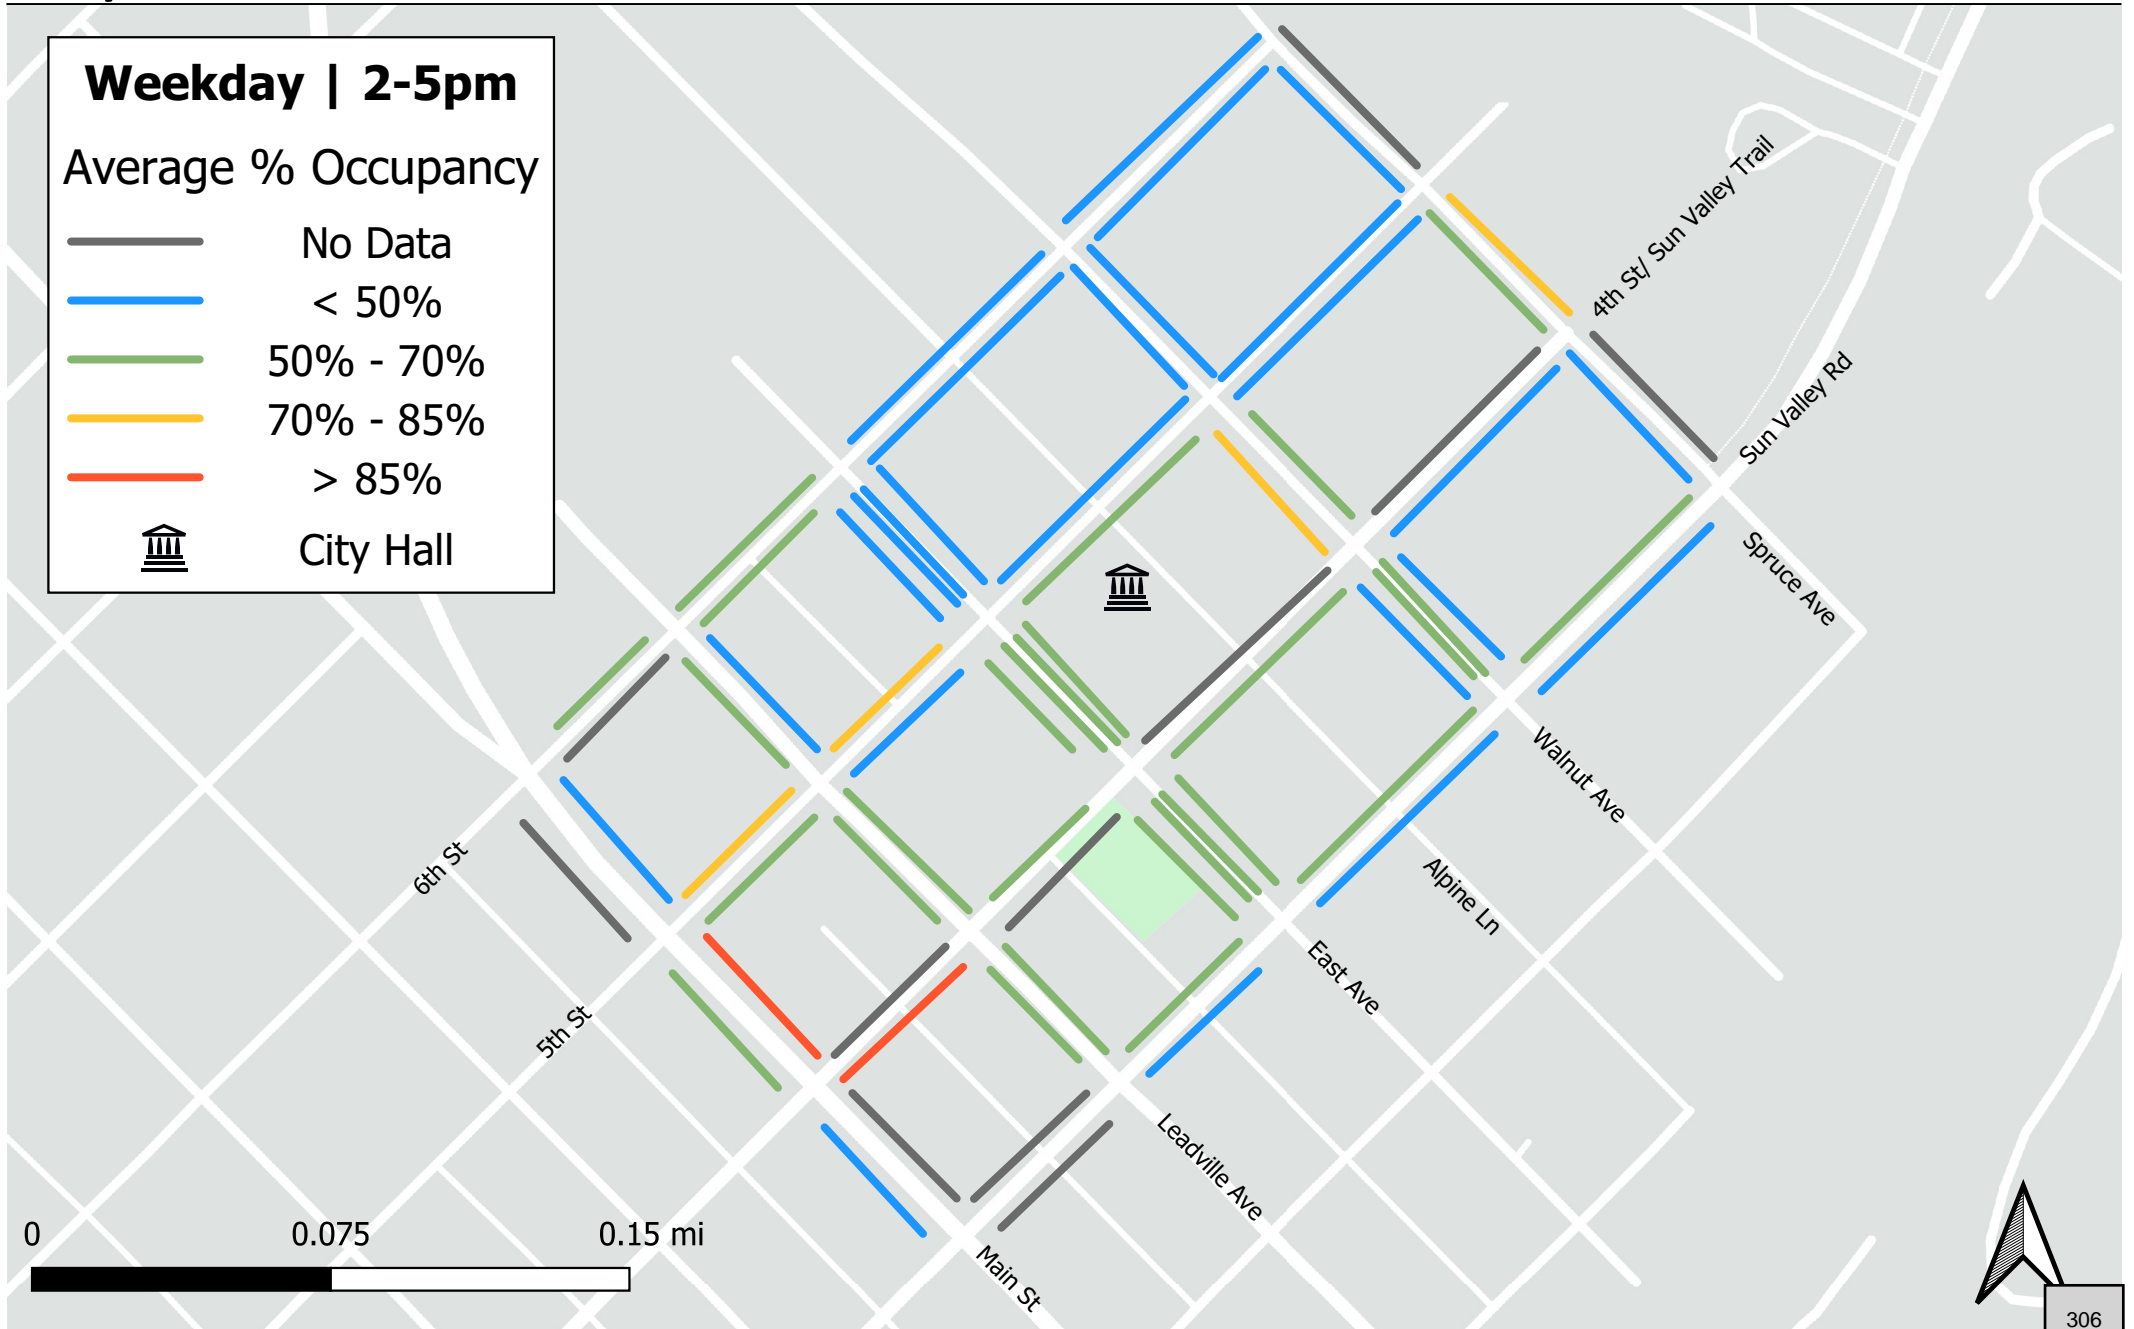 Weekday | 2-5pm
Average % Occupancy
No Data
< 50%
50% - 70%
70% - 85%
> 85%
City Hall
4th St/ Sun Valley Trail
Sun Valley Rd
Spruce Ave
Walnut Ave
Alpine Ln
East Ave
Leadville Ave
Main St
6th St
5th St
0 0.075 0.15 mi
306